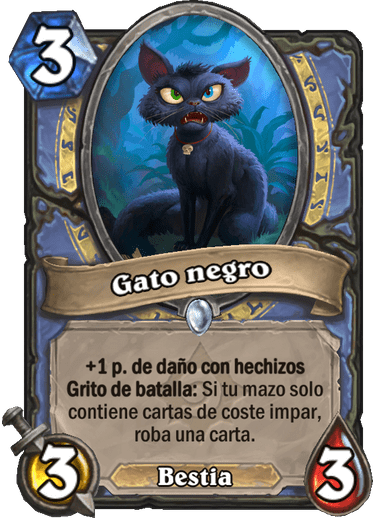 3
Gato negro
+1 p. de daño con hechizos
Grito de batalla: Si tu mazo solo
contiene cartas de coste impar,
roba una carta.
3
Bestia
3